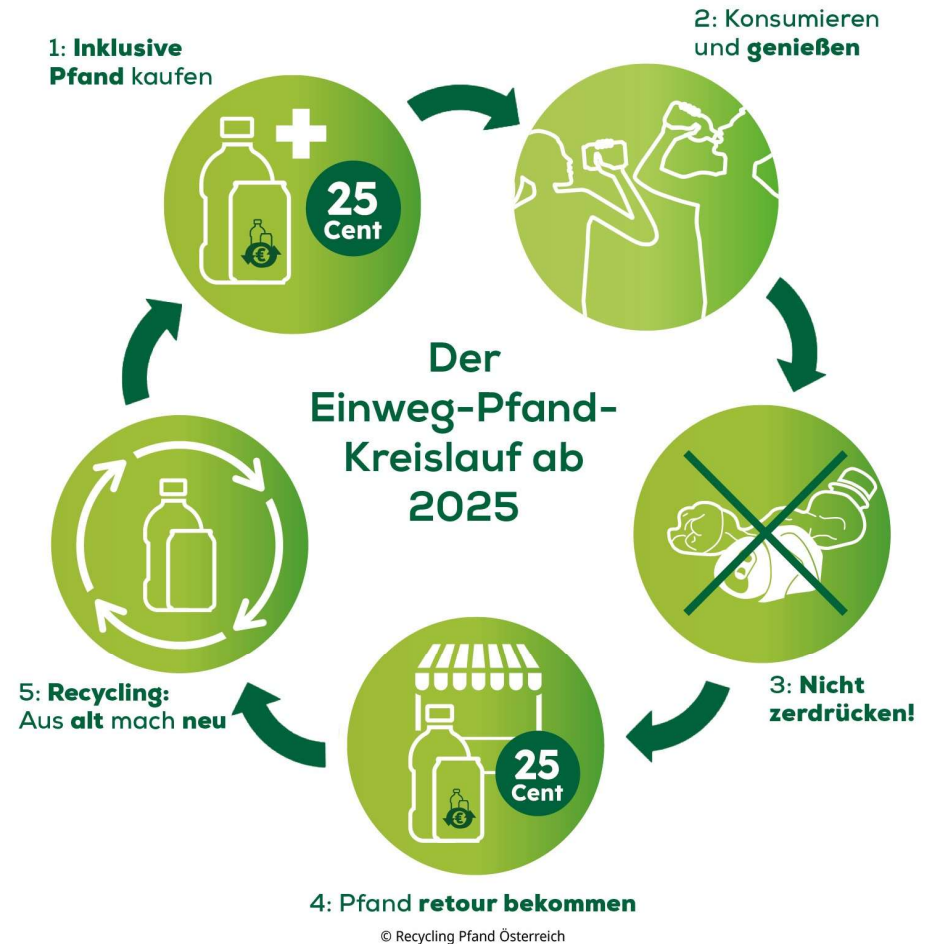 1: Inklusive
Pfand kaufen
25
Cent
2: Konsumieren
und genießen
Der
Einweg-Pfand-
Kreislauf ab
2025
3: Nicht
zerdrücken!
25
Cent
4: Pfand retour bekommen
5: Recycling:
Aus alt mach neu
© Recycling Pfand Österreich